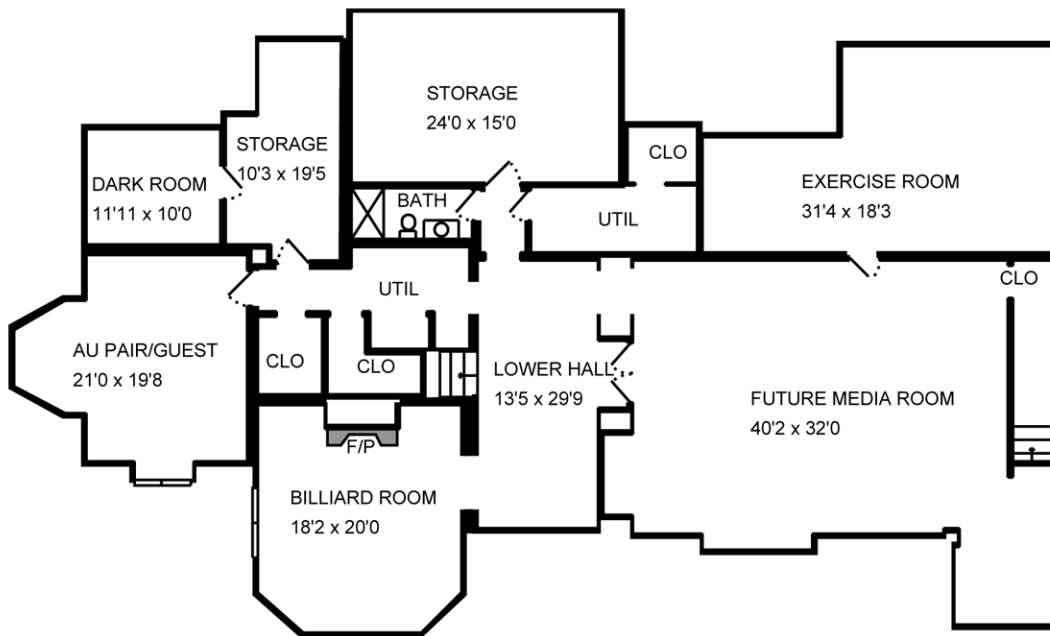 STORAGE
24'0 x 15'0
STORAGE
10'3 x 19'5
CLO
DARK ROOM
11'11 x 10'0
EXERCISE ROOM
31'4 x 18'3
BATH
UTIL
UTIL
CLO
AU PAIR/GUEST
21'0 x 19'8
CLO
CLO
LOWER HALL
13'5 x 29'9
FUTURE MEDIA ROOM
40'2 x 32'0
F/P
BILLIARD ROOM
18'2 x 20'0